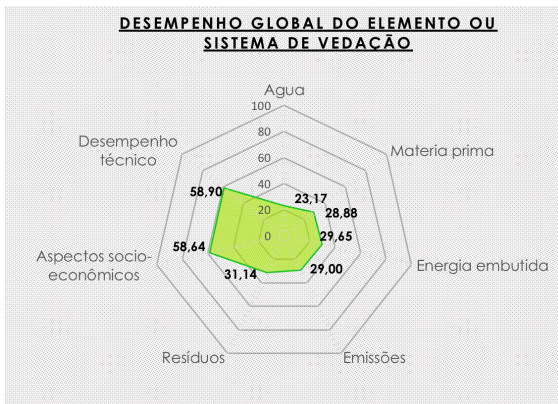 DESEMPENHO GLOBAL DO ELEMENTO OU
SISTEMA DE VEDAÇÃO
Agua
100
80
60
40
20
0
Desempenho
técnico
Materia prima
58,90
23,17
28,88
29,65
58,64
Aspectos socio-
econômicos
Energia embutida
31,14
29,00
Resíduos
Emissões